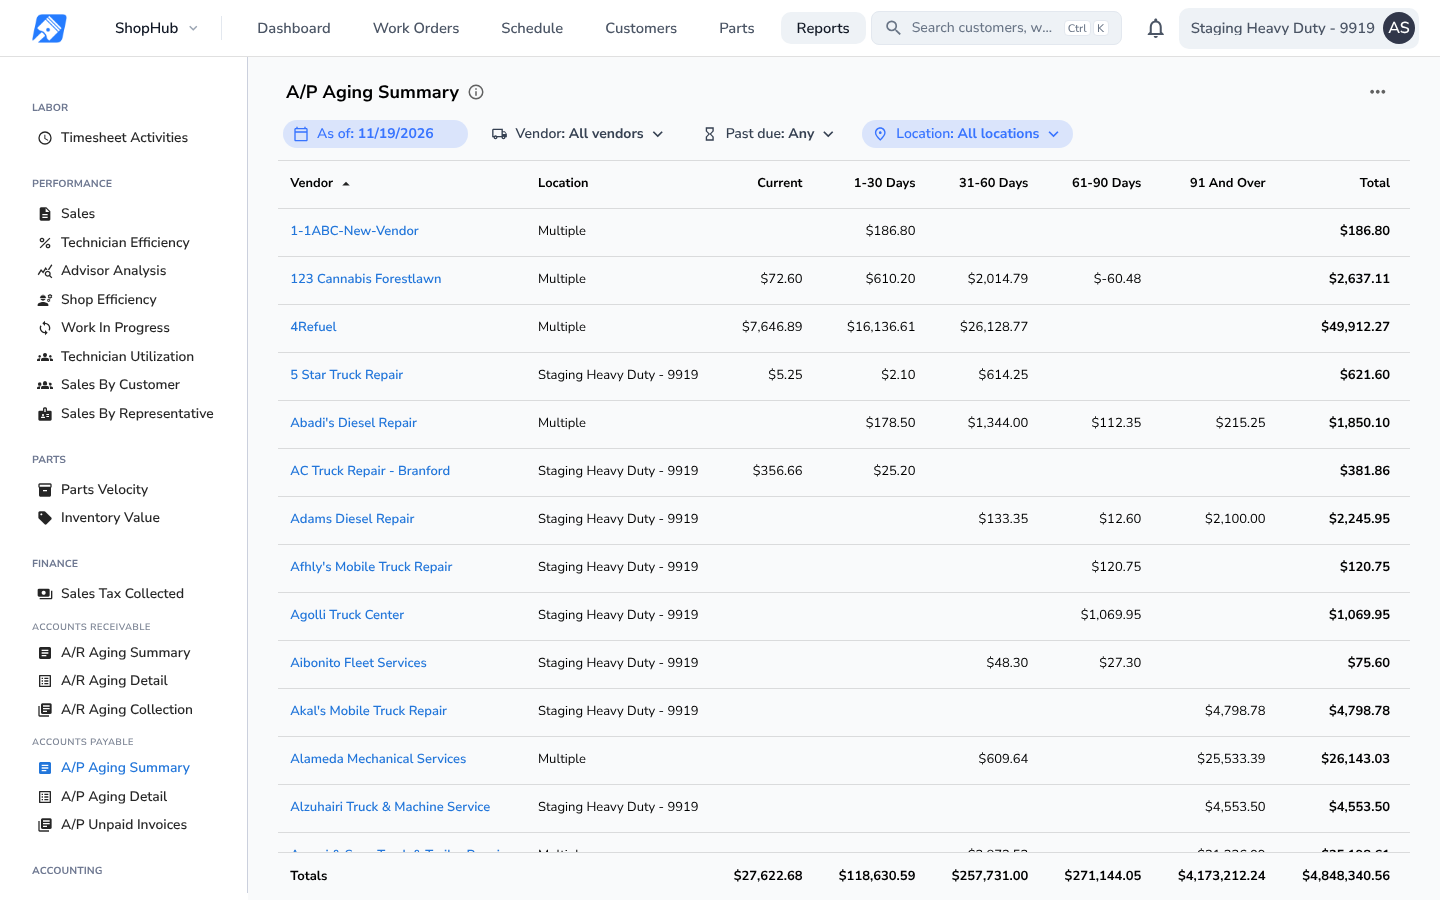 ShopHub Dashboard Work Orders Schedule Customers Parts Reports Search customers, w... Ctrl K Staging Heavy Duty - 9919 AS
LABOR
Timesheet Activities
PERFORMANCE
Sales
Technician Efficiency
Advisor Analysis
Shop Efficiency
Work In Progress
Technician Utilization
Sales By Customer
Sales By Representative
PARTS
Parts Velocity
Inventory Value
FINANCE
Sales Tax Collected
ACCOUNTS RECEIVABLE
A/R Aging Summary
A/R Aging Detail
A/R Aging Collection
ACCOUNTS PAYABLE
A/P Aging Summary
A/P Aging Detail
A/P Unpaid Invoices
ACCOUNTING
A/P Aging Summary
As of: 11/19/2026 Vendor: All vendors Past due: Any Location: All locations
Vendor Location Current 1-30 Days 31-60 Days 61-90 Days 91 And Over Total
1-1ABC-New-Vendor Multiple $186.80 $186.80
123 Cannabis Forestlawn Multiple $72.60 $610.20 $2,014.79 $-60.48 $2,637.11
4Refuel Multiple $7,646.89 $16,136.61 $26,128.77 $49,912.27
5 Star Truck Repair Staging Heavy Duty - 9919 $5.25 $2.10 $614.25 $621.60
Abadi's Diesel Repair Multiple $178.50 $1,344.00 $112.35 $215.25 $1,850.10
AC Truck Repair - Branford Staging Heavy Duty - 9919 $356.66 $25.20 $381.86
Adams Diesel Repair Staging Heavy Duty - 9919 $133.35 $12.60 $2,100.00 $2,245.95
Afhly's Mobile Truck Repair Staging Heavy Duty - 9919 $120.75 $120.75
Agolli Truck Center Staging Heavy Duty - 9919 $1,069.95 $1,069.95
Aibonito Fleet Services Staging Heavy Duty - 9919 $48.30 $27.30 $75.60
Akal's Mobile Truck Repair Staging Heavy Duty - 9919 $4,798.78 $4,798.78
Alameda Mechanical Services Multiple $609.64 $25,533.39 $26,143.03
Alzuhairi Truck & Machine Service Staging Heavy Duty - 9919 $4,553.50 $4,553.50
Totals $27,622.68 $118,630.59 $257,731.00 $271,144.05 $4,173,212.24 $4,848,340.56